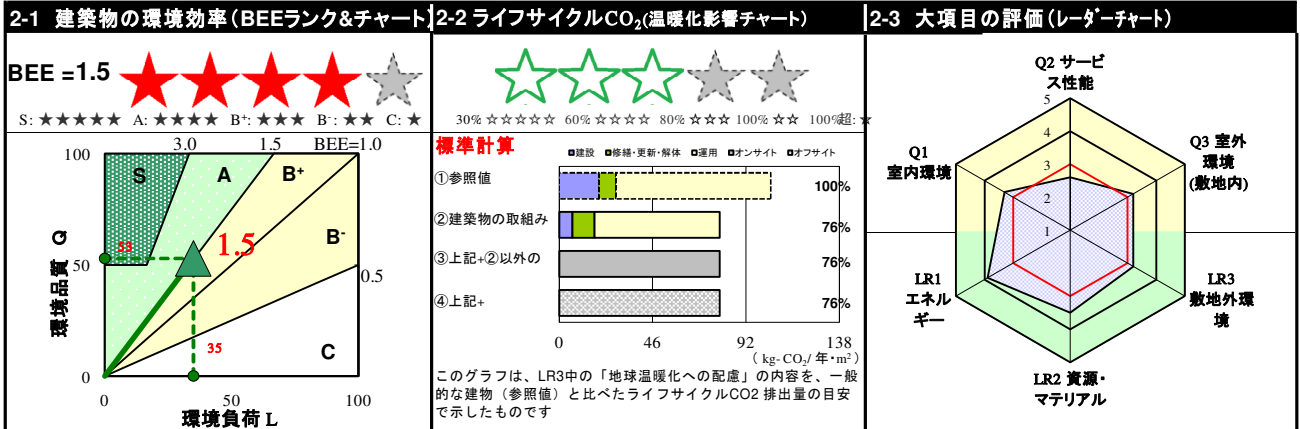 2-1 建築物の環境効率（BEEランク&チャート）
BEE =1.5
S: ★★★★★ A: ★★★★ B+: ★★★ B-: ★★ C: ★
3.0 1.5 BEE=1.0
100
S A B+
B-
53
1.5
50
0.5
35
C
0
0 50 100
環境品質 Q
環境負荷 L
2-2 ライフサイクルCO2(温暖化影響チャート)
30% ☆☆☆☆☆ 60% ☆☆☆☆ 80% ☆☆☆ 100% ☆☆ 100%超: ★
標準計算
■建設 ■修繕・更新・解体 □運用 ■オンサイト □オフサイト
①参照値
100%
②建築物の取組み
76%
③上記+②以外の
76%
④上記+
76%
0 46 92 138
（ kg-CO2/ 年・m2 ）
このグラフは、LR3中の「地球温暖化への配慮」の内容を、一般
的な建物（参照値）と比べたライフサイクルCO2 排出量の目安
で示したものです
2-3 大項目の評価（レーダーチャート）
Q2 サービ
ス性能
5
4
3
2
1
Q1
室内環境
Q3 室外
環境
(敷地内)
LR1
エネル
ギー
LR3
敷地外環
境
LR2 資源・
マテリアル